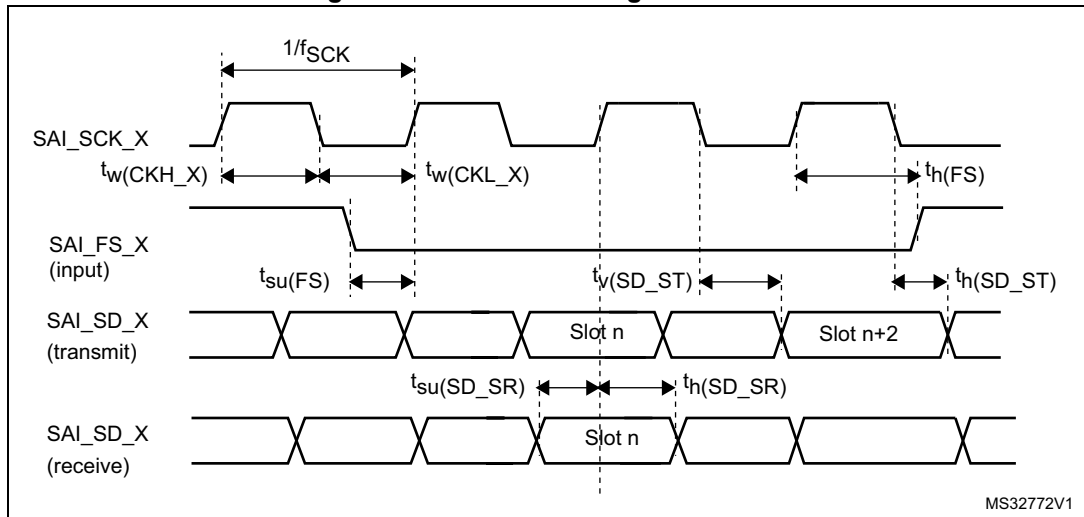 1/fSCK
SAI_SCK_X
tw(CKH_X)
tw(CKL_X)
th(FS)
SAI_FS_X
(input)
tsu(FS)
tv(SD_ST)
th(SD_ST)
SAI_SD_X
(transmit)
Slot n
Slot n+2
tsu(SD_SR)
th(SD_SR)
SAI_SD_X
(receive)
Slot n
MS32772V1